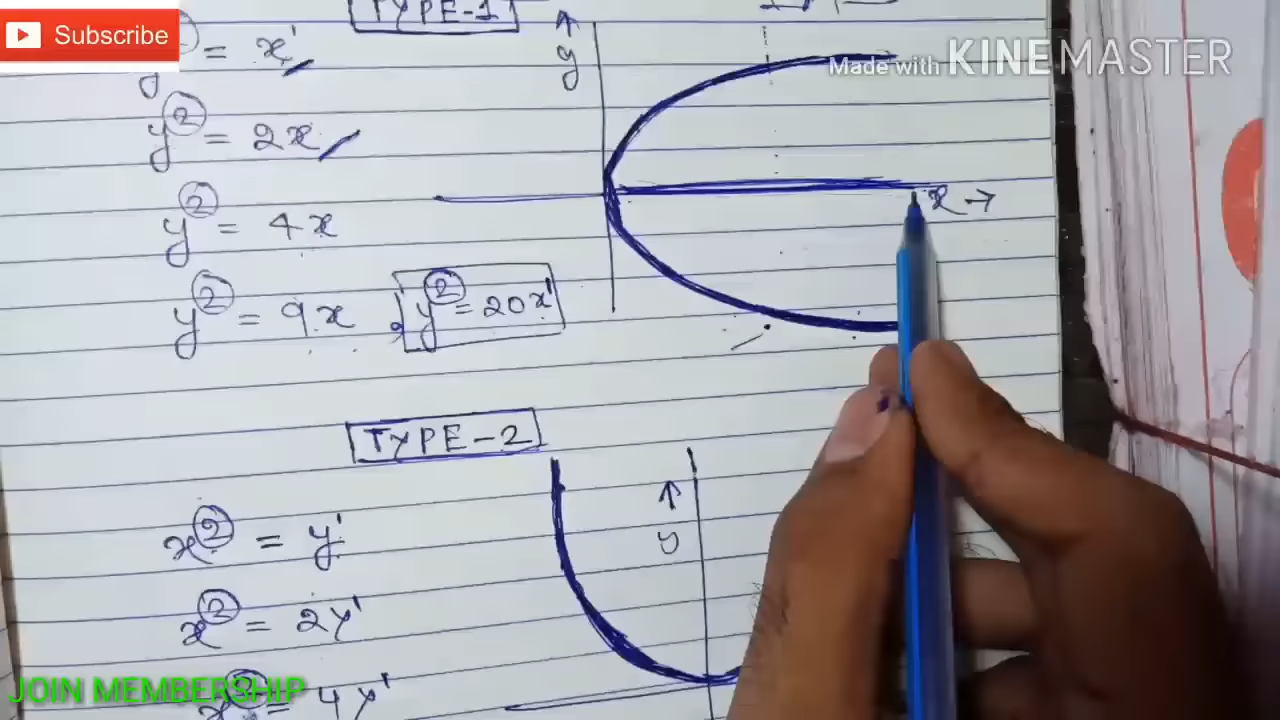 Subscribe
TYPE-1
Made with KINEMASTER
= x'
y
y² = 2x
y² = 4x
x →
y² = 9x
y² = 20x'
TYPE-2
y
x² = y'
x² = 2y'
x² = 4y'
JOIN MEMBERSHIP